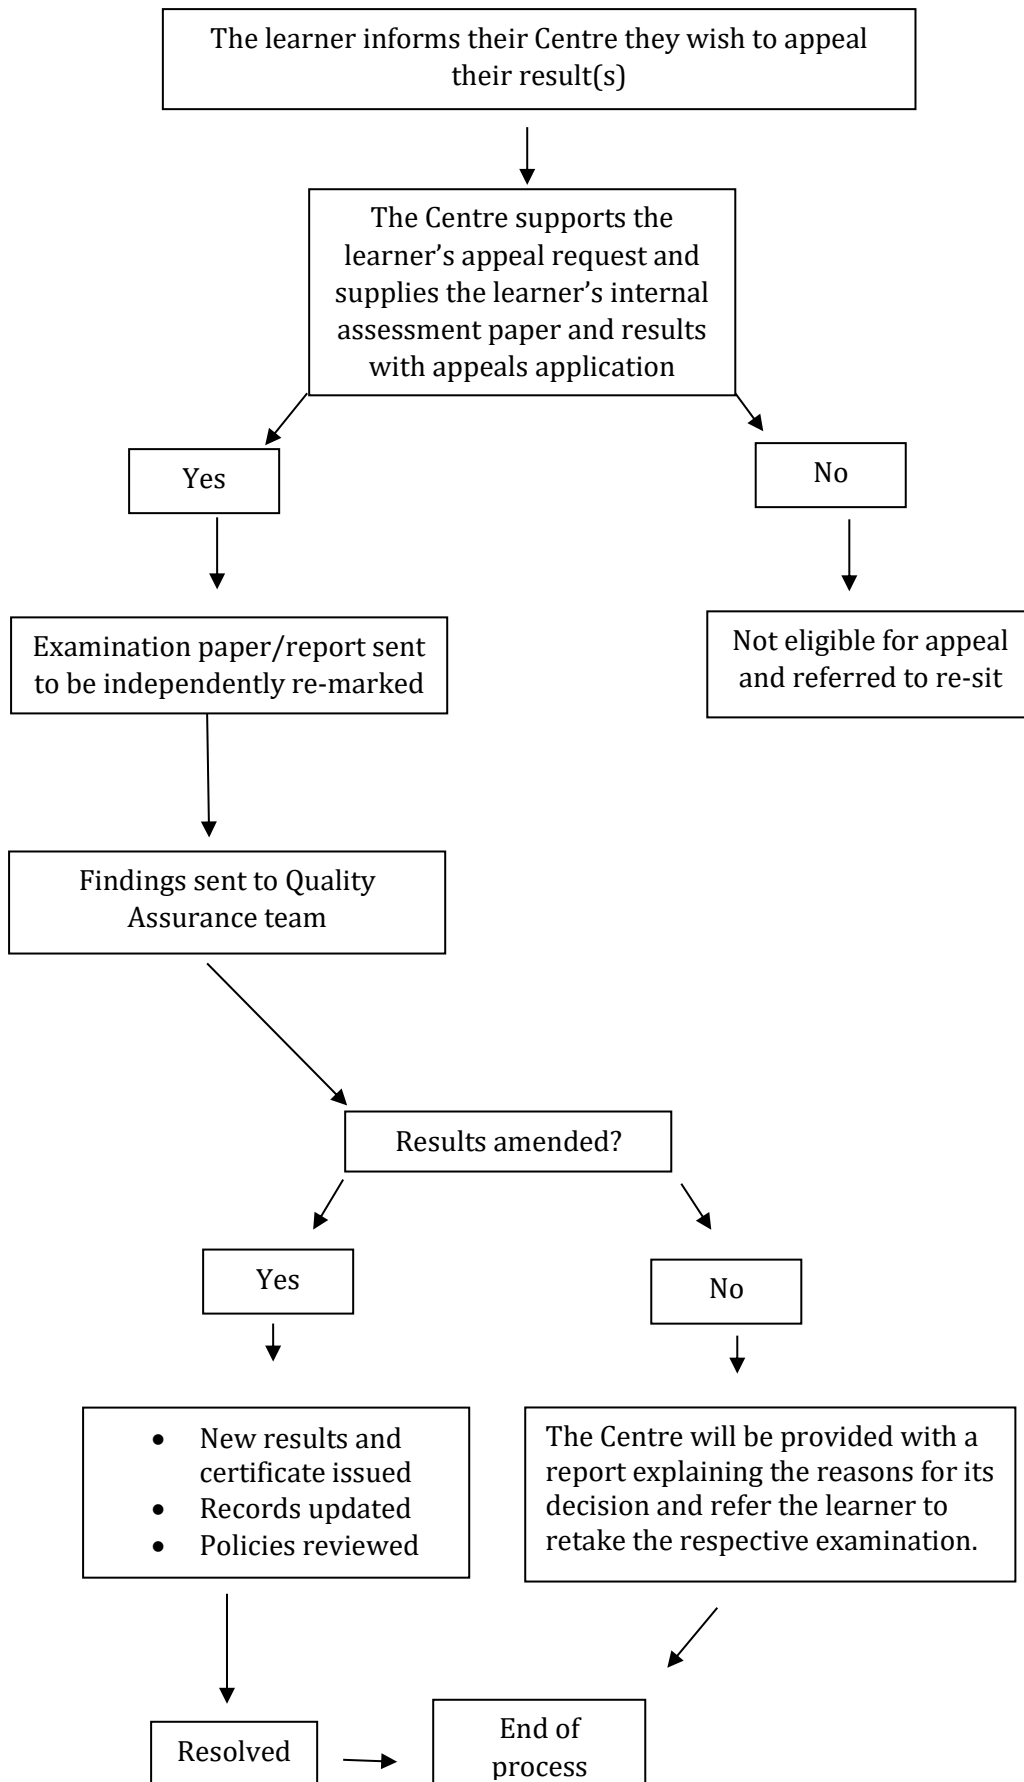 The learner informs their Centre they wish to appeal
their result(s)
The Centre supports the
learner’s appeal request and
supplies the learner’s internal
assessment paper and results
with appeals application
Yes
No
Examination paper/report sent
to be independently re-marked
Not eligible for appeal
and referred to re-sit
Findings sent to Quality
Assurance team
Results amended?
Yes
No
• New results and
certificate issued
• Records updated
• Policies reviewed
The Centre will be provided with a
report explaining the reasons for its
decision and refer the learner to
retake the respective examination.
Resolved
End of
process